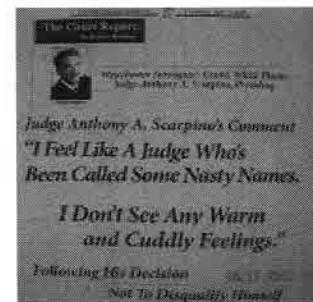 The Court Report
Westchester Surrogate's Court, White Plains
Judge Anthony A. Scarpino, Presiding
Judge Anthony A. Scarpino's Comment
"I Feel Like A Judge Who's
Been Called Some Nasty Names.
I Don't See Any Warm
and Cuddly Feelings."
Following His Decision
Not To Disqualify Himself